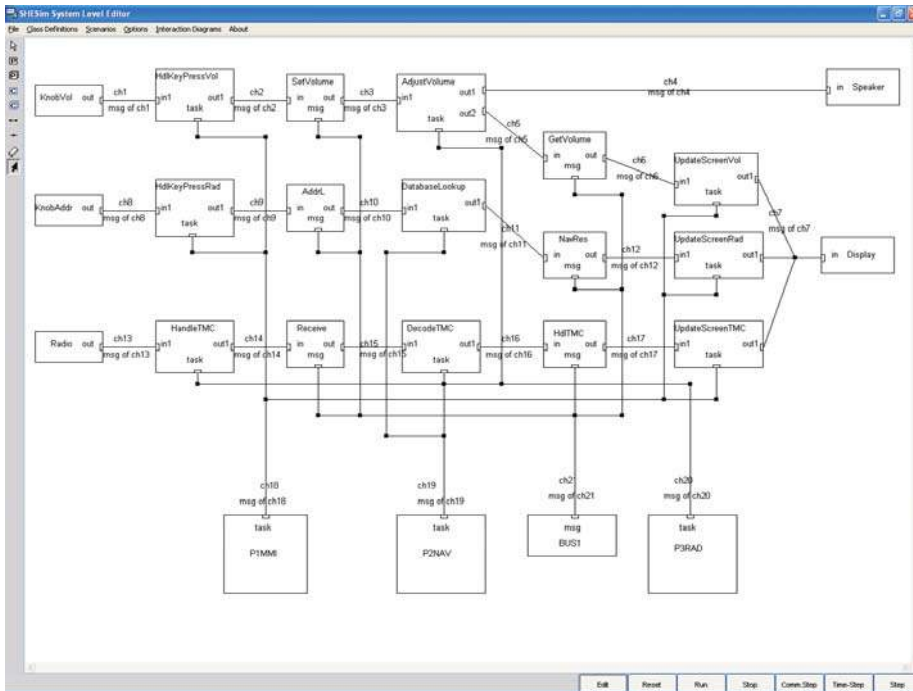 SHESim System Level Editor
File Class Definitions Scenarios Options Interaction Diagrams About
KnobVol out
ch1
msg of ch1
HdlKeyPressVol
in1 out1
task
ch2
msg of ch2
SetVolume
in out
msg
ch3
msg of ch3
AdjustVolume
in1 out1
out2
task
ch4
msg of ch4
in Speaker
ch5
msg of ch5
GetVolume
in out
msg
ch6
msg of ch6
UpdateScreenVol
in1 out1
task
ch7
msg of ch7
KnobAddr out
ch8
msg of ch8
HdlKeyPressRad
in1 out1
task
ch9
msg of ch9
AddrL
in out
msg
ch10
msg of ch10
DatabaseLookup
in1 out1
task
ch11
msg of ch11
NavRes
in out
msg
ch12
msg of ch12
UpdateScreenRad
in1 out1
task
in Display
Radio out
ch13
msg of ch13
HandleTMC
in1 out1
task
ch14
msg of ch14
Receive
in out
msg
ch15
msg of ch15
DecodeTMC
in1 out1
task
ch16
msg of ch16
HdlTMC
in out
msg
ch17
msg of ch17
UpdateScreenTMC
in1 out1
task
ch18
msg of ch18
task
P1MMI
ch19
msg of ch19
task
P2NAV
ch21
msg of ch21
msg
BUS1
ch20
msg of ch20
task
P3RAD
Edit Reset Run Stop Comm.Step Time-Step Step